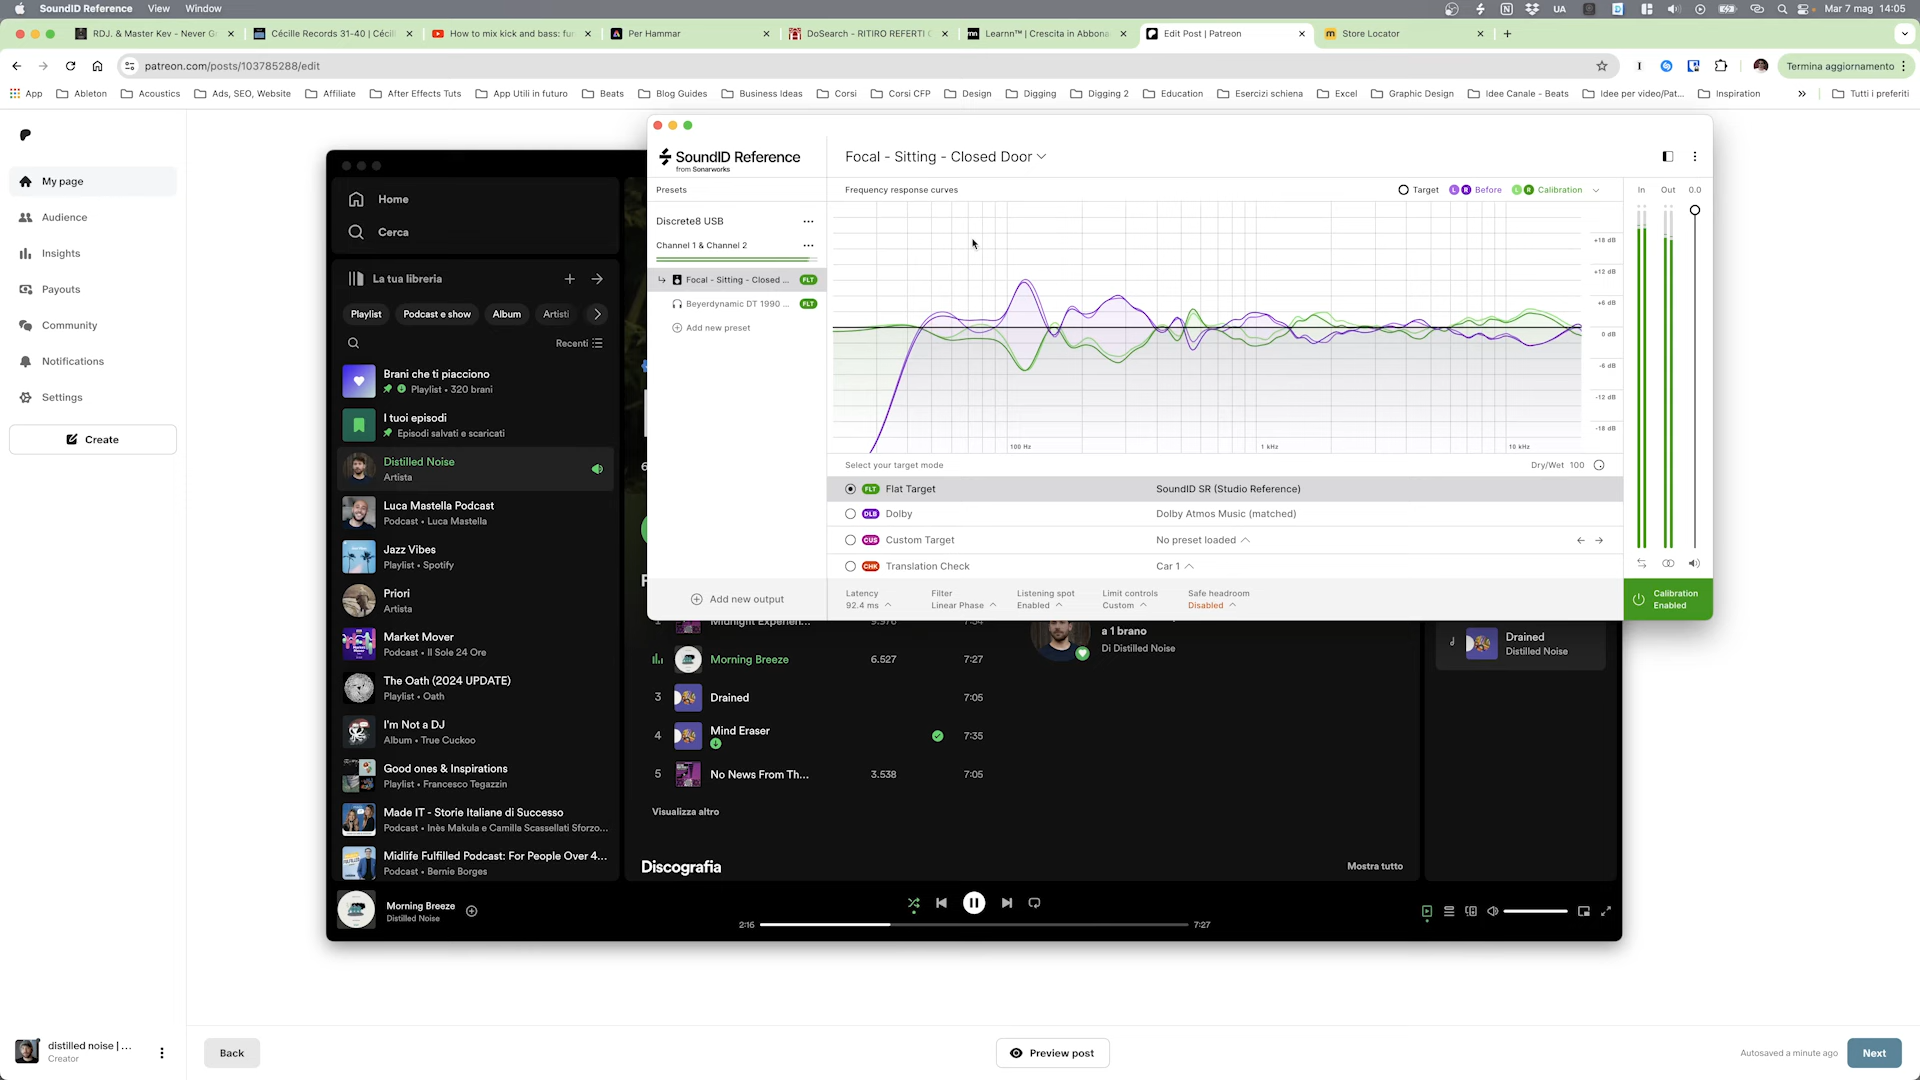 SoundID Reference View Window
UA Mar 7 mag 14:05
RDJ. & Master Kev - Never G
Cécille Records 31-40 | Cécil
How to mix kick and bass: fu
Per Hammar
DoSearch - RITIRO REFERTI
Learnn™ | Crescita in Abbona
Edit Post | Patreon
Store Locator
patreon.com/posts/103785288/edit
Termina aggiornamento
App Ableton Acoustics Ads, SEO, Website Affiliate After Effects Tuts App Utili in futuro Beats Blog Guides Business Ideas Corsi Corsi CFP Design Digging Digging 2 Education Esercizi schiena Excel Graphic Design Idee Canale - Beats Idee per video/Pat... Inspiration Tutti i preferiti
My page
Audience
Insights
Payouts
Community
Notifications
Settings
Create
distilled noise | ...
Creator
Home
Cerca
La tua libreria
Playlist Podcast e show Album Artisti
Recenti
Brani che ti piacciono
Playlist • 320 brani
I tuoi episodi
Episodi salvati e scaricati
Distilled Noise
Artista
Luca Mastella Podcast
Podcast • Luca Mastella
Jazz Vibes
Playlist • Spotify
Priori
Artista
Market Mover
Podcast • Il Sole 24 Ore
The Oath (2024 UPDATE)
Playlist • Oath
I'm Not a DJ
Album • True Cuckoo
Good ones & Inspirations
Playlist • Francesco Tegazzin
Made IT - Storie Italiane di Successo
Podcast • Inès Makula e Camilla Scassellati Sforzo...
Midlife Fulfilled Podcast: For People Over 4...
Podcast • Bernie Borges
SoundID Reference
from Sonarworks
Focal - Sitting - Closed Door
Presets
Discrete8 USB
Channel 1 & Channel 2
Focal - Sitting - Closed ... FLT
Beyerdynamic DT 1990 ... FLT
Add new preset
Add new output
Frequency response curves
Target L R Before L R Calibration
In Out 0.0
+18 dB
+12 dB
+6 dB
0 dB
-6 dB
-12 dB
-18 dB
100 Hz 1 kHz 10 kHz
Select your target mode
Dry/Wet 100
FLT Flat Target SoundID SR (Studio Reference)
DLB Dolby Dolby Atmos Music (matched)
CUS Custom Target No preset loaded
CHK Translation Check Car 1
Latency Filter Listening spot Limit controls Safe headroom
92.4 ms Linear Phase Enabled Custom Disabled
Calibration
Enabled
1 Midnight Experien... 9.976 7:34
Morning Breeze 6.527 7:27
3 Drained 7:05
4 Mind Eraser 7:35
5 No News From Th... 3.538 7:05
Visualizza altro
a 1 brano
Di Distilled Noise
Drained
Distilled Noise
Discografia
Mostra tutto
Morning Breeze
Distilled Noise
2:16 7:27
Back
Preview post
Autosaved a minute ago
Next